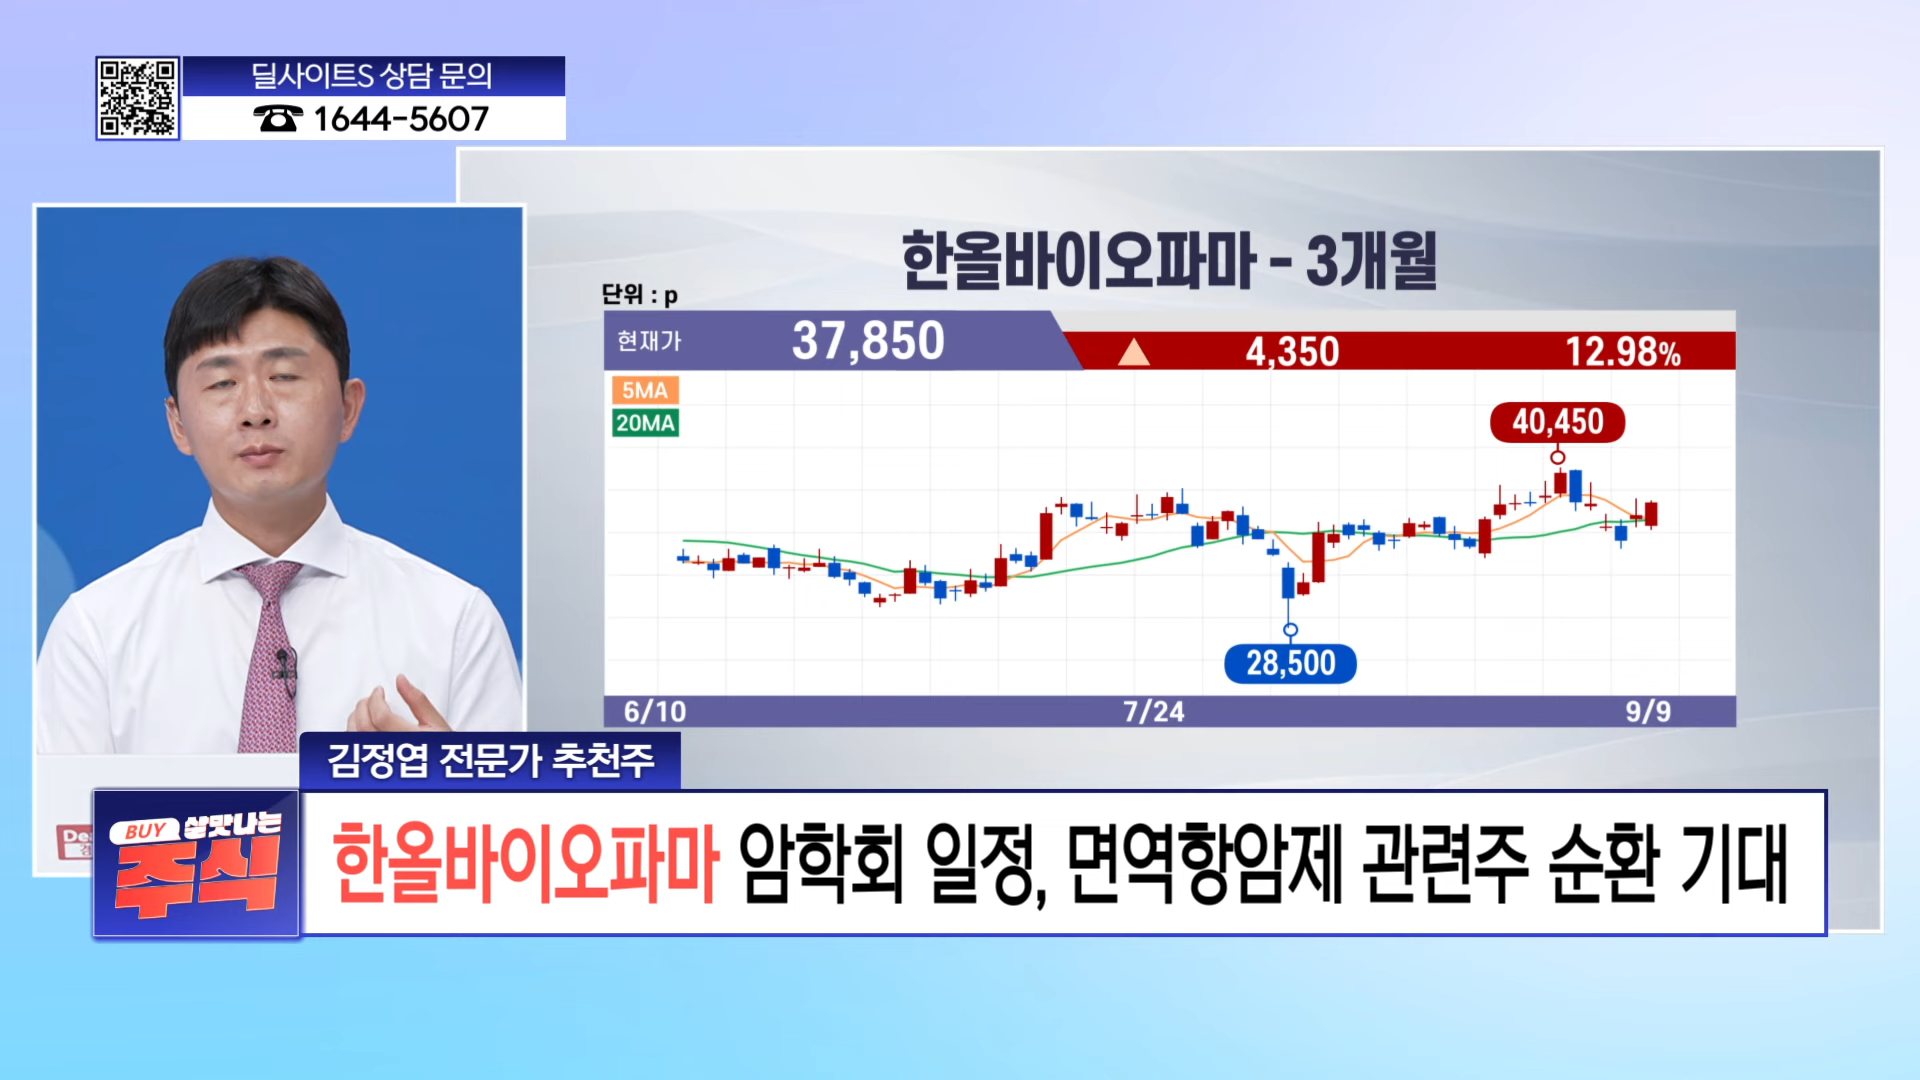 딜사이트S 상담 문의
☎ 1644-5607
한올바이오파마 - 3개월
단위 : p
현재가 37,850 ▲ 4,350 12.98%
5MA
20MA
40,450
28,500
6/10 7/24 9/9
김정엽 전문가 추천주
BUY 살맛나는
주식
한올바이오파마 암학회 일정, 면역항암제 관련주 순환 기대